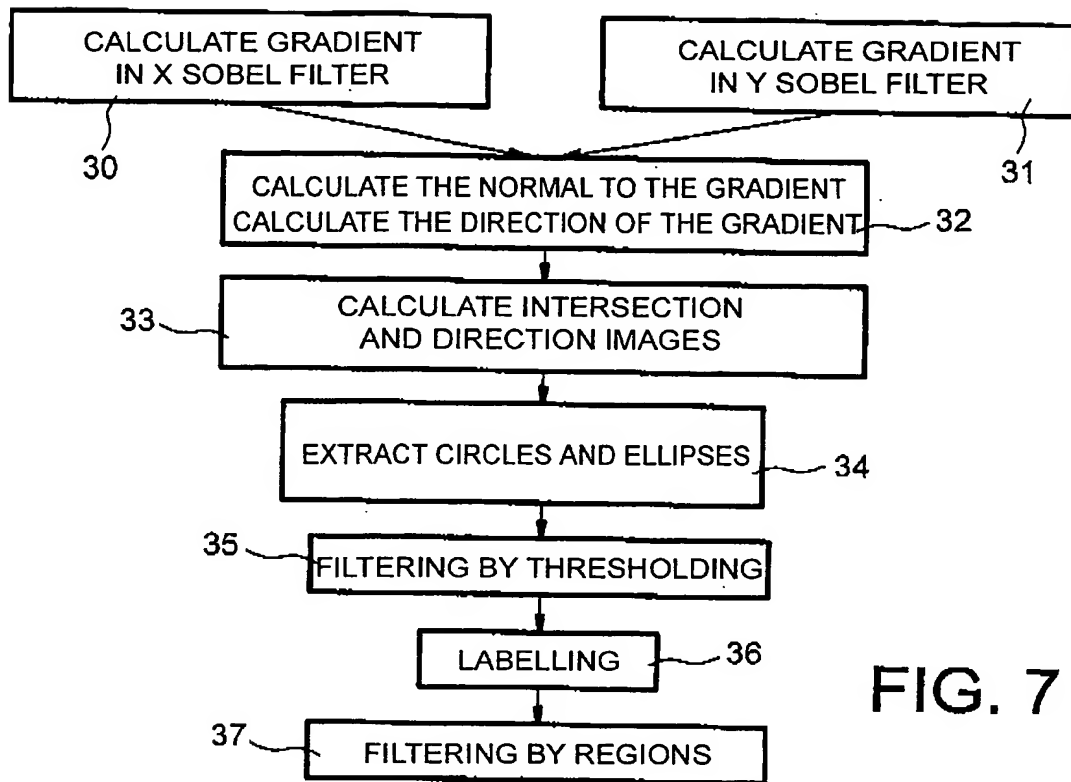 CALCULATE GRADIENT
IN X SOBEL FILTER
CALCULATE GRADIENT
IN Y SOBEL FILTER
30
31
CALCULATE THE NORMAL TO THE GRADIENT
CALCULATE THE DIRECTION OF THE GRADIENT
32
CALCULATE INTERSECTION
AND DIRECTION IMAGES
33
EXTRACT CIRCLES AND ELLIPSES
34
35
FILTERING BY THRESHOLDING
LABELLING
36
FIG. 7
37
FILTERING BY REGIONS